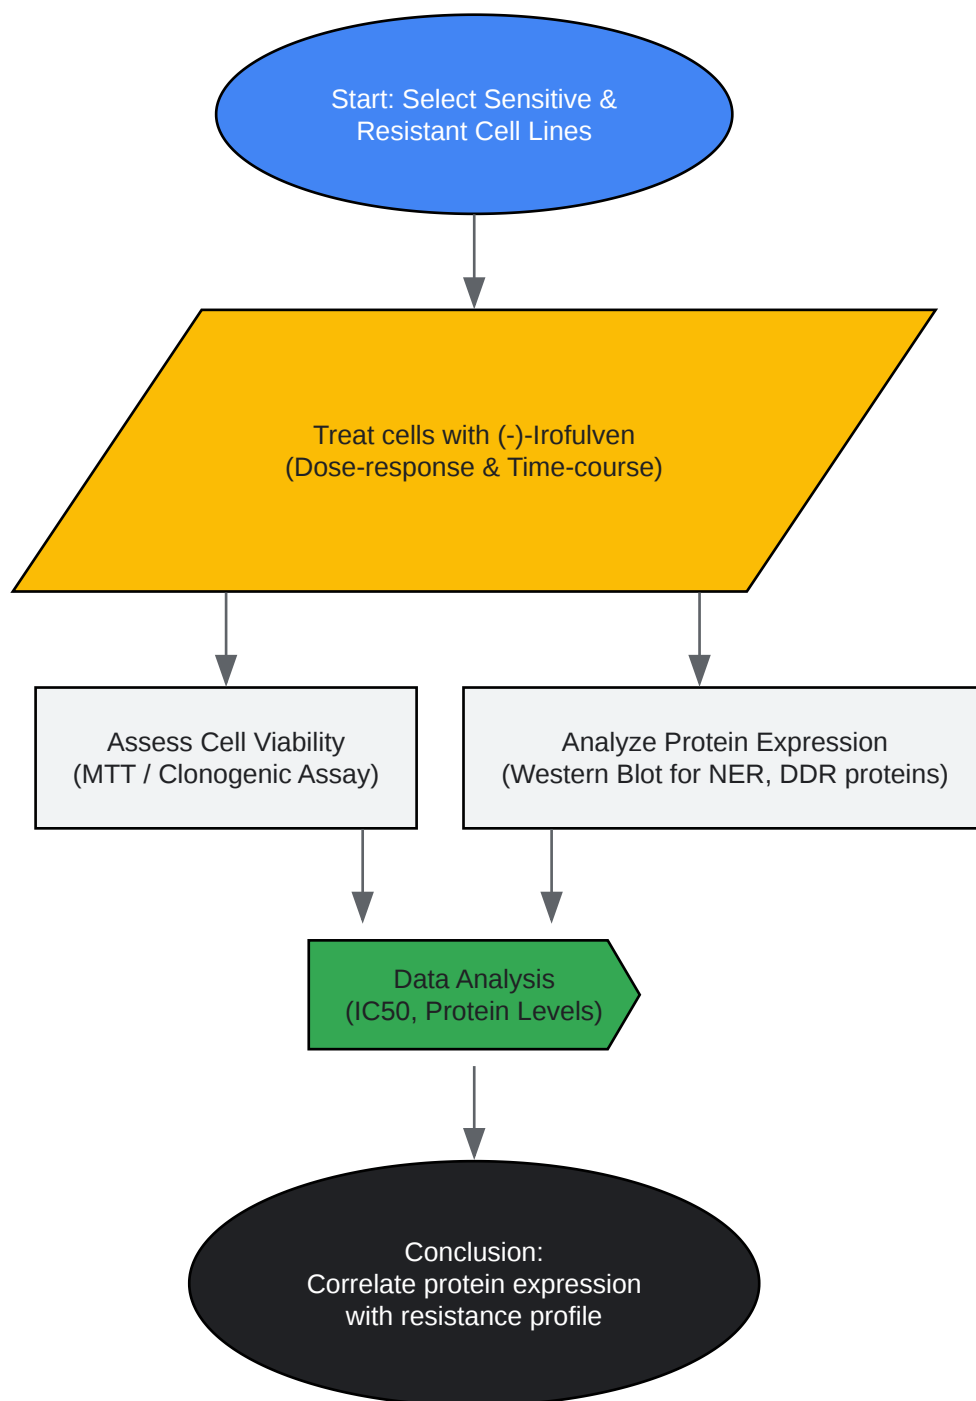 Start: Select Sensitive &
Resistant Cell Lines
Treat cells with (-)-Irofulven
(Dose-response & Time-course)
Assess Cell Viability
(MTT / Clonogenic Assay)
Analyze Protein Expression
(Western Blot for NER, DDR proteins)
Data Analysis
(IC50, Protein Levels)
Conclusion:
Correlate protein expression
with resistance profile